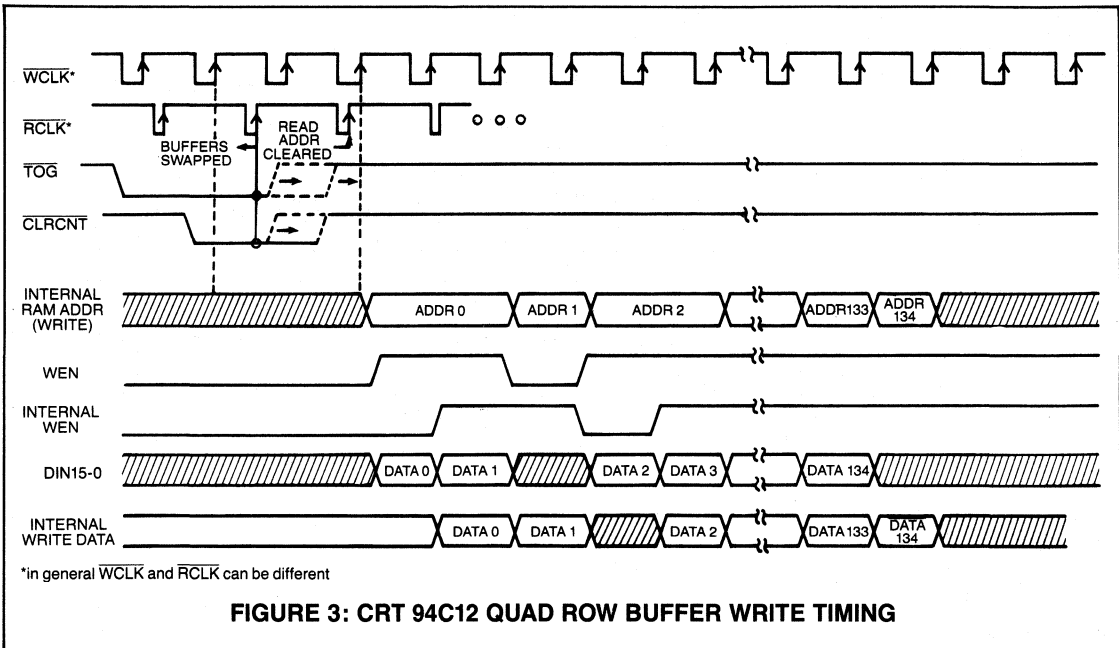 WCLK*
RCLK*
BUFFERS
SWAPPED
READ
ADDR
CLEARED
TOG
CLRCNT
INTERNAL
RAM ADDR
(WRITE)
ADDR 0
ADDR 1
ADDR 2
ADDR133
ADDR
134
WEN
INTERNAL
WEN
DIN15-0
DATA 0
DATA 1
DATA 2
DATA 3
DATA 134
INTERNAL
WRITE DATA
DATA 0
DATA 1
DATA 2
DATA133
DATA
134
*in general WCLK and RCLK can be different
FIGURE 3: CRT 94C12 QUAD ROW BUFFER WRITE TIMING